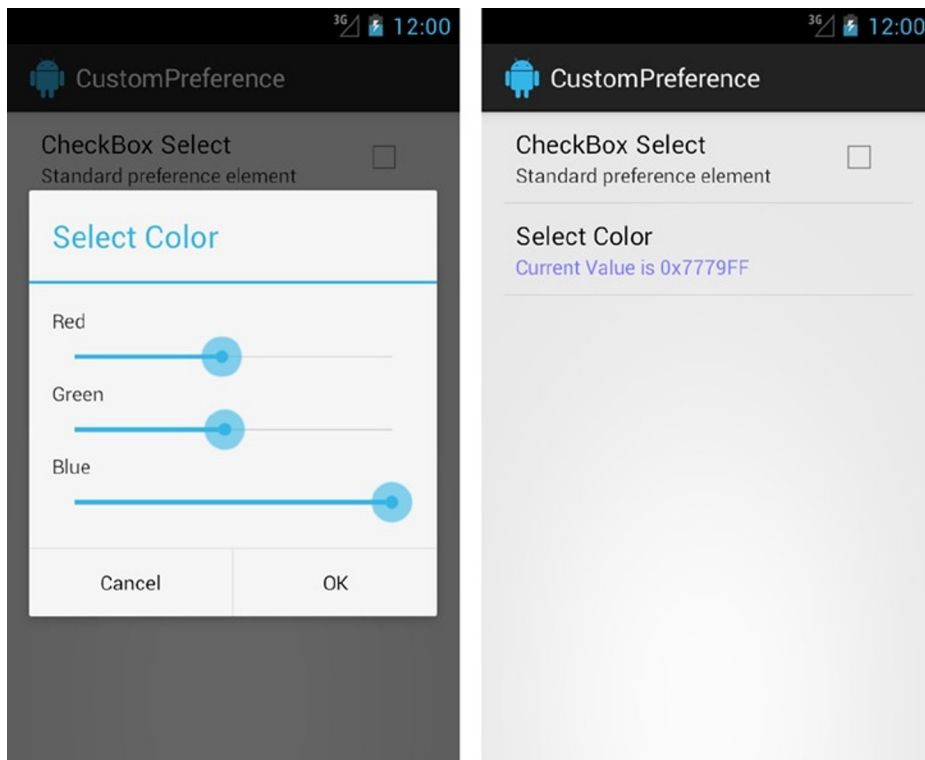 3G 12:00
CustomPreference
CheckBox Select
Standard preference element
Select Color
Red
Green
Blue
Cancel OK
3G 12:00
CustomPreference
CheckBox Select
Standard preference element
Select Color
Current Value is 0x7779FF